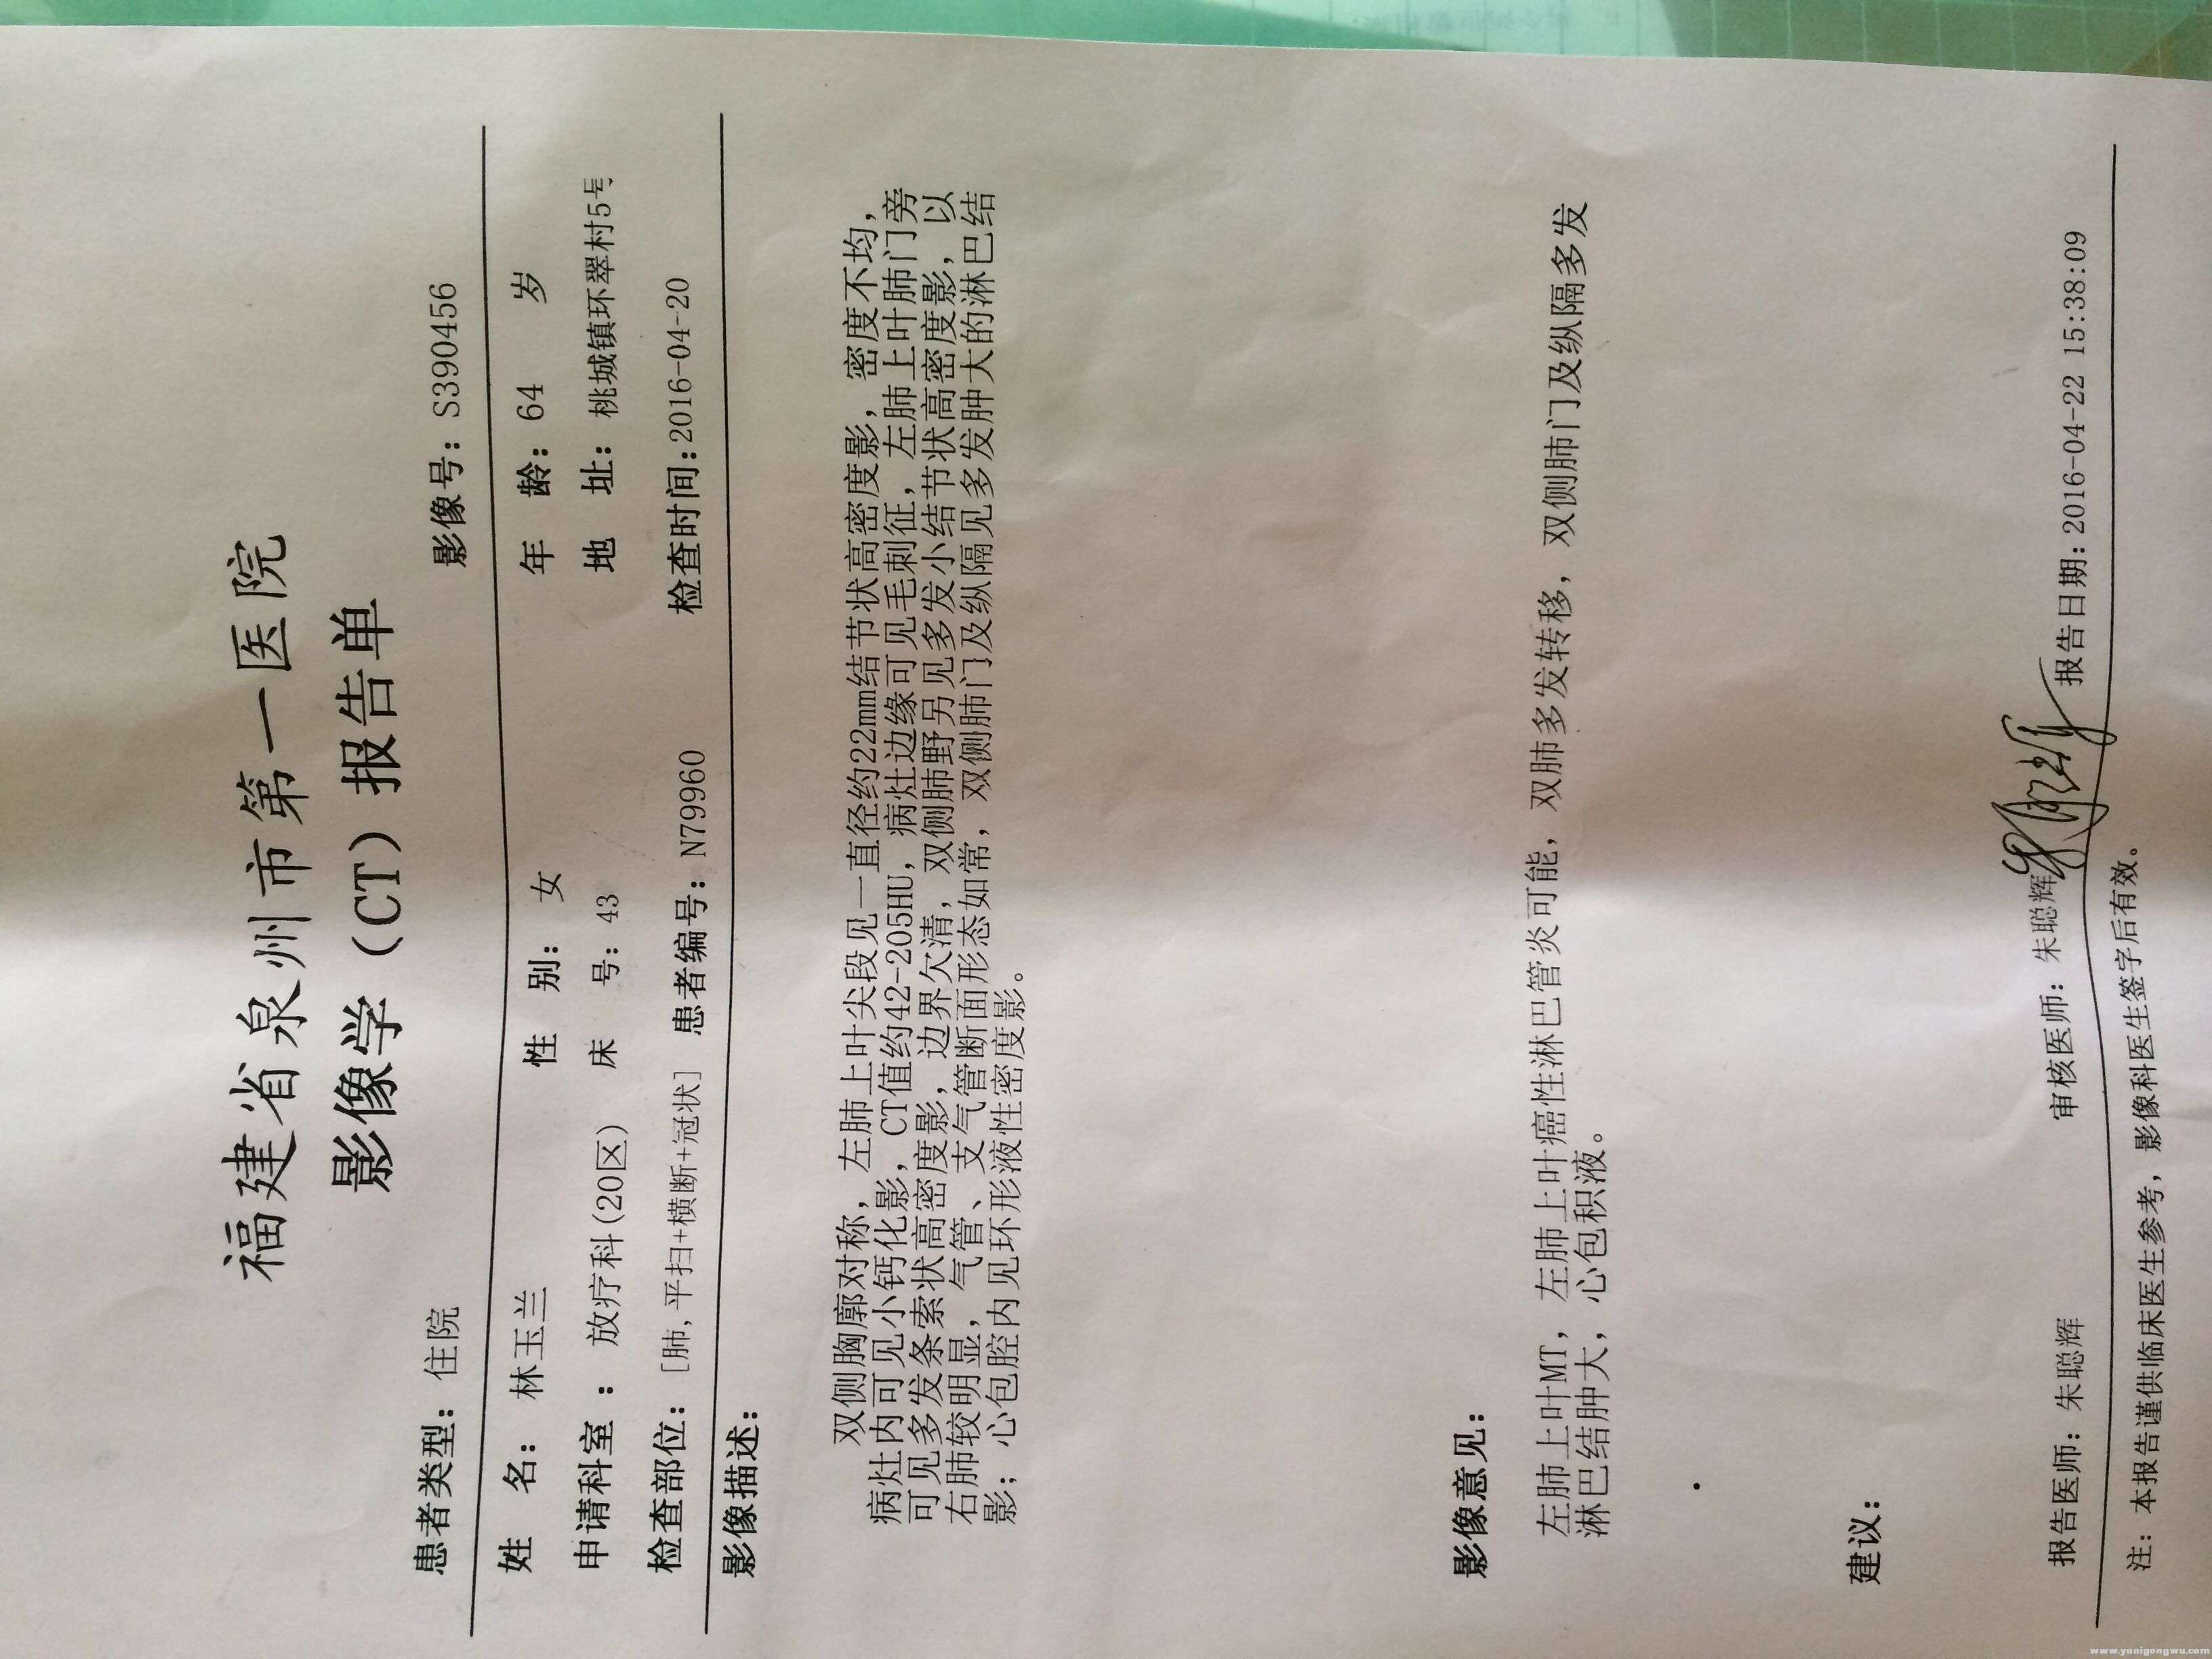 福建省泉州市第一医院
影像学（CT）报告单
患者类型：住院 影像号：S390456
姓 名：林玉兰 性 别：女 年 龄：64 岁
申请科室：放疗科(20区) 床 号：43 地 址：桃城镇环翠村5号
检查部位：[肺,平扫+横断+冠状] 患者编号：N79960 检查时间：2016-04-20
影像描述：
双侧胸廓对称，左肺上叶尖段见一直径约22mm结节状高密度影，密度不均，
病灶内可见小钙化影，CT值约42-205HU，病灶边缘可见毛刺征，左肺上叶肺门旁
可见多发条索状高密度影，边界欠清，双侧肺野另见多发小结节状高密度影，以
右肺较明显，气管、支气管断面形态如常，双侧肺门及纵隔见多发肿大的淋巴结
影；心包腔内见环形液性密度影。
影像意见：
左肺上叶MT，左肺上叶癌性淋巴管炎可能，双肺多发转移，双侧肺门及纵隔多发
淋巴结肿大，心包积液。
建议：
报告医师：朱聪辉 审核医师：朱聪辉 报告日期：2016-04-22 15:38:09
注：本报告谨供临床医生参考，影像科医生签字后有效。
www.yuaigongwu.com